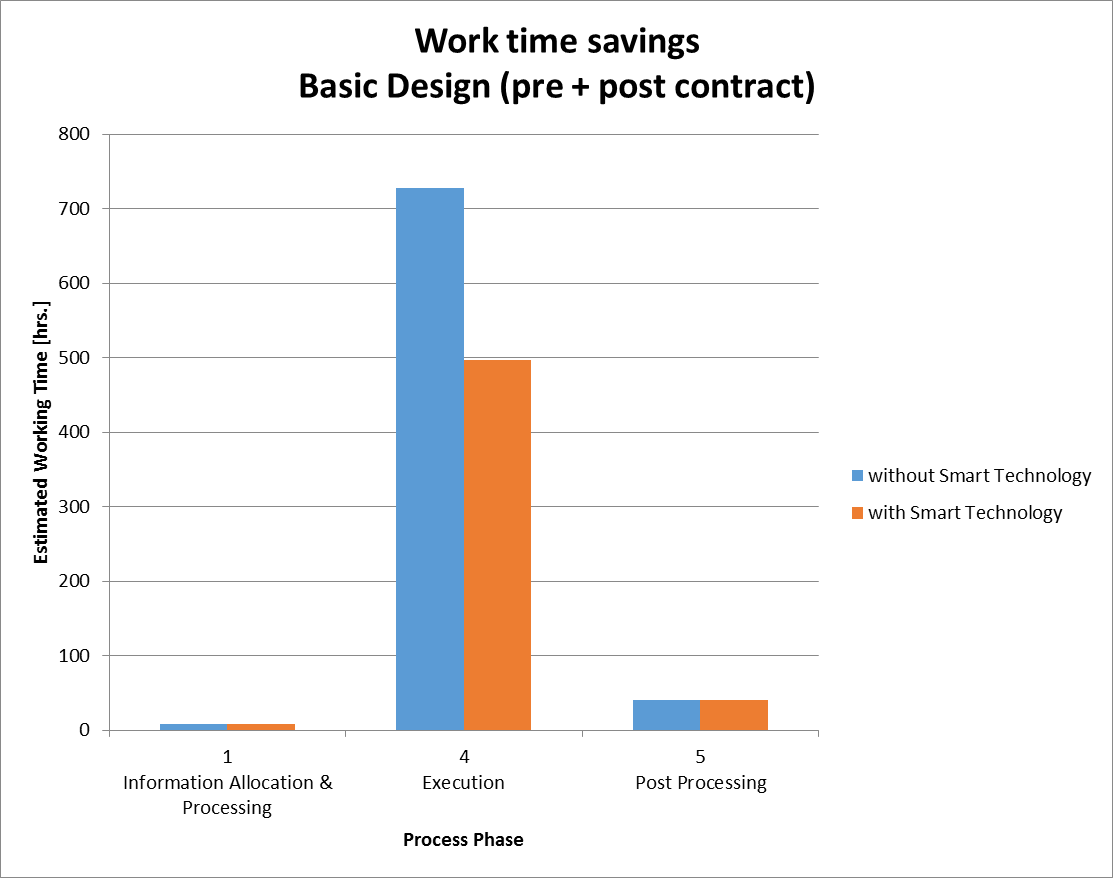 Work time savings
Basic Design (pre + post contract)
800
700
600
500
400
300
200
100
0
Estimated Working Time [hrs.]
1
Information Allocation &
Processing
4
Execution
5
Post Processing
Process Phase
without Smart Technology
with Smart Technology